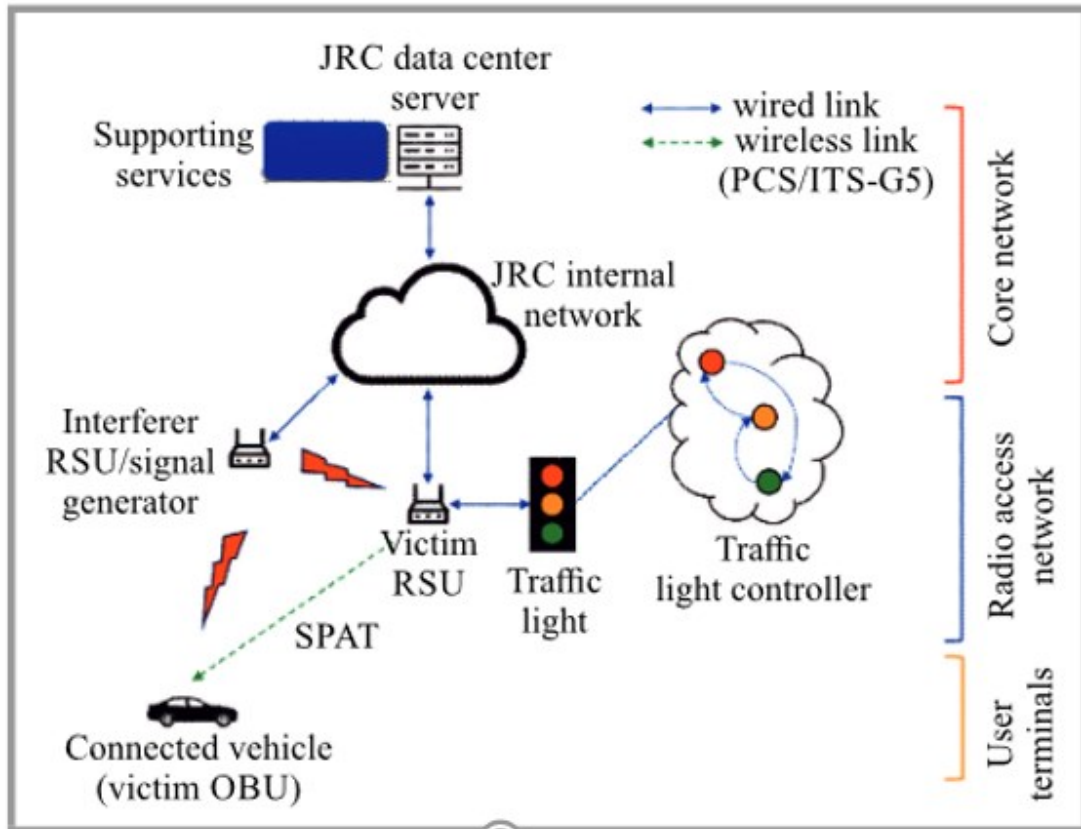 JRC data center
server
Supporting
services
wired link
wireless link
(PCS/ITS-G5)
Core network
JRC internal
network
Interferer
RSU/signal
generator
Victim
RSU
Traffic
light
Traffic
light controller
Radio access
network
SPAT
Connected vehicle
(victim OBU)
User
terminals